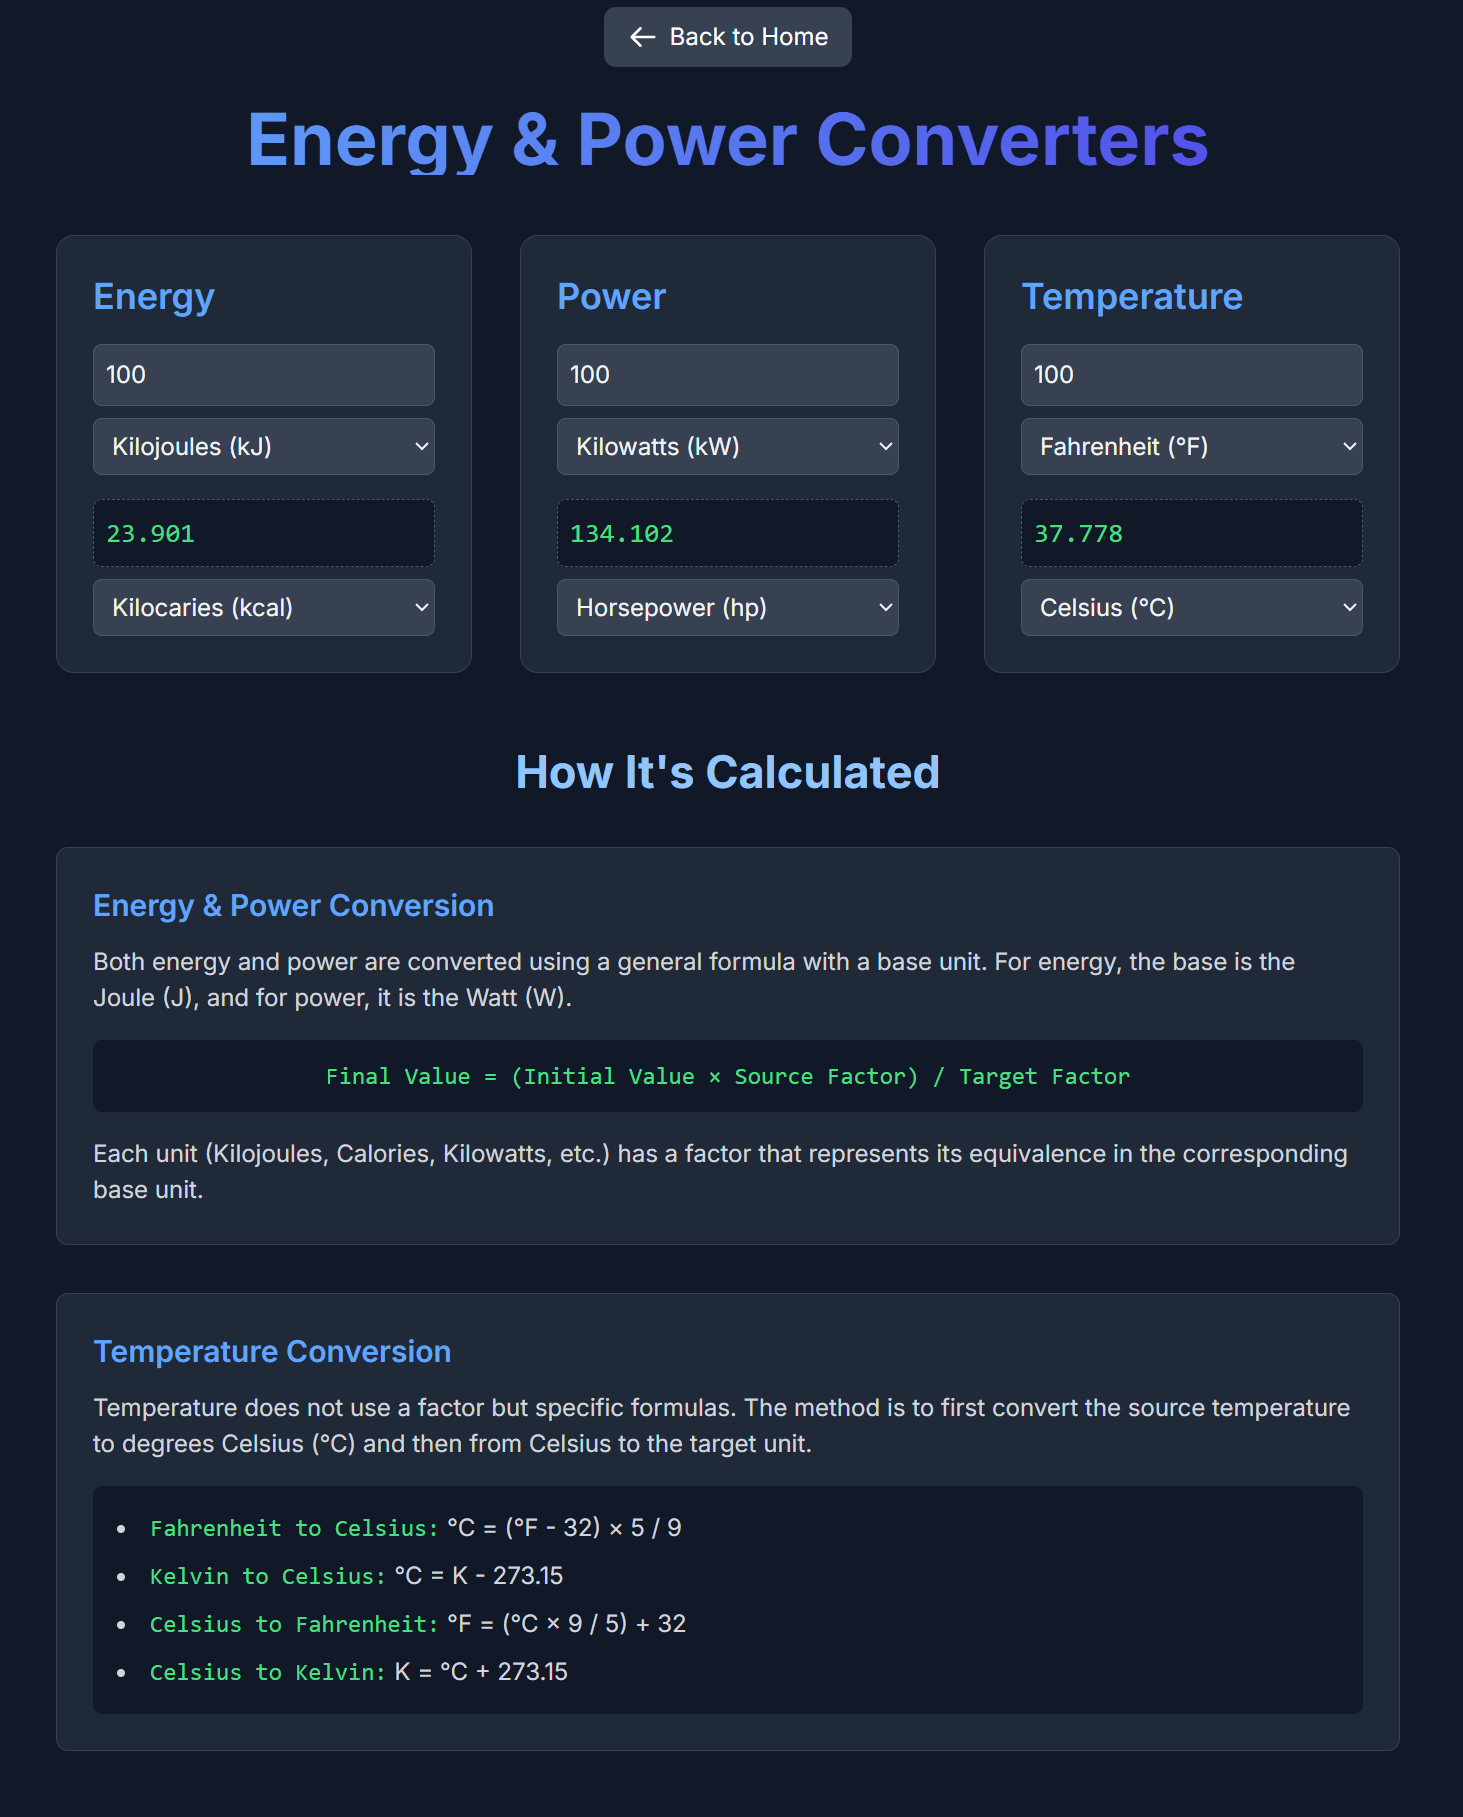 Back to Home
Energy & Power Converters
Energy
100
Kilojoules (kJ)
23.901
Kilocaries (kcal)
Power
100
Kilowatts (kW)
134.102
Horsepower (hp)
Temperature
100
Fahrenheit (°F)
37.778
Celsius (°C)
How It's Calculated
Energy & Power Conversion
Both energy and power are converted using a general formula with a base unit. For energy, the base is the
Joule (J), and for power, it is the Watt (W).
Final Value = (Initial Value × Source Factor) / Target Factor
Each unit (Kilojoules, Calories, Kilowatts, etc.) has a factor that represents its equivalence in the corresponding
base unit.
Temperature Conversion
Temperature does not use a factor but specific formulas. The method is to first convert the source temperature
to degrees Celsius (°C) and then from Celsius to the target unit.
• Fahrenheit to Celsius: °C = (°F - 32) × 5 / 9
• Kelvin to Celsius: °C = K - 273.15
• Celsius to Fahrenheit: °F = (°C × 9 / 5) + 32
• Celsius to Kelvin: K = °C + 273.15